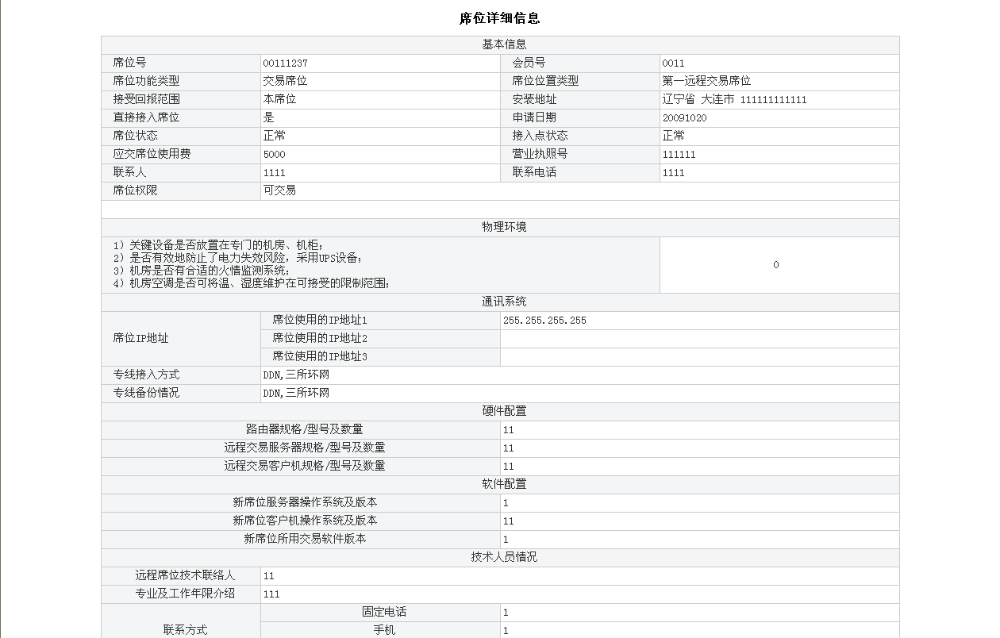 席位详细信息
基本信息
席位号 00111237 会员号 0011
席位功能类型 交易席位 席位位置类型 第一远程交易席位
接受回报范围 本席位 安装地址 辽宁省 大连市 111111111111
直接接入席位 是 申请日期 20091020
席位状态 正常 接入点状态 正常
应交席位使用费 5000 营业执照号 111111
联系人 1111 联系电话 1111
席位权限 可交易
物理环境
1）关键设备是否放置在专门的机房、机柜；
2）是否有效地防止了电力失效风险，采用UPS设备；
3）机房是否有合适的火情监测系统；
4）机房空调是否可将温、湿度维护在可接受的限制范围；
0
通讯系统
席位IP地址
席位使用的IP地址1 255.255.255.255
席位使用的IP地址2
席位使用的IP地址3
专线接入方式 DDN,三所环网
专线备份情况 DDN,三所环网
硬件配置
路由器规格/型号及数量 11
远程交易服务器规格/型号及数量 11
远程交易客户机规格/型号及数量 11
软件配置
新席位服务器操作系统及版本 1
新席位客户机操作系统及版本 11
新席位所用交易软件版本 1
技术人员情况
远程席位技术联络人 11
专业及工作年限介绍 111
联系方式
固定电话 1
手机 1